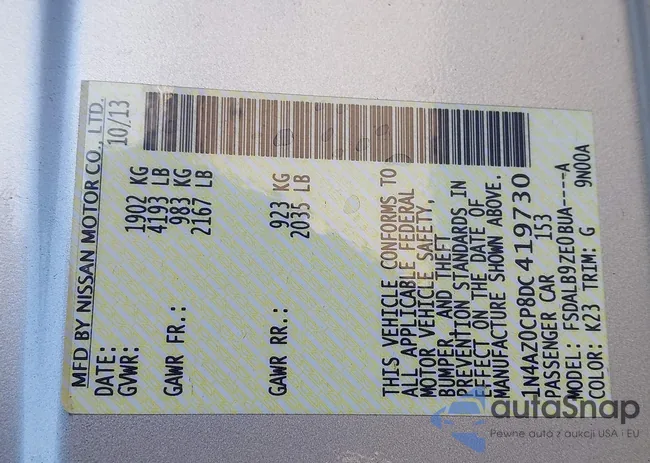 MFD BY NISSAN MOTOR CO., LTD.
DATE: 10/13
GVWR: 1902 KG
4193 LB
GAWR FR.: 983 KG
2167 LB
GAWR RR.: 923 KG
2035 LB
THIS VEHICLE CONFORMS TO
ALL APPLICABLE FEDERAL
MOTOR VEHICLE SAFETY,
BUMPER, AND THEFT
PREVENTION STANDARDS IN
EFFECT ON THE DATE OF
MANUFACTURE SHOWN ABOVE.
1N4AZ0CP8DC419730
PASSENGER CAR 153
MODEL: FSDALB9ZE0BUA----A
COLOR: K23 TRIM: G 9N00A
autaSnap
Pewne auta z aukcji USA i EU